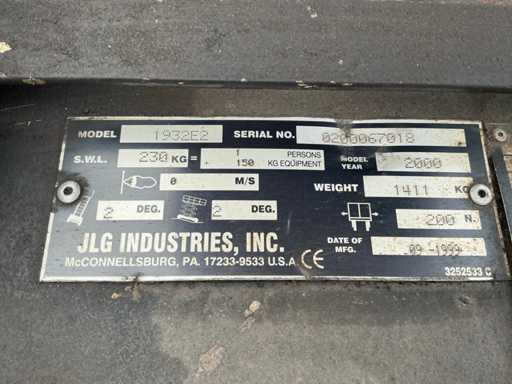 MODEL 1932E2 SERIAL NO. 0200067018
S.W.L. 230 KG = 1 PERSONS + 150 KG EQUIPMENT MODEL YEAR 2000
0 M/S WEIGHT 1411 KG
2 DEG. 2 DEG. 200 N.
JLG INDUSTRIES, INC. DATE OF MFG. 09-1999
McCONNELLSBURG, PA. 17233-9533 U.S.A. CE
3252533 C